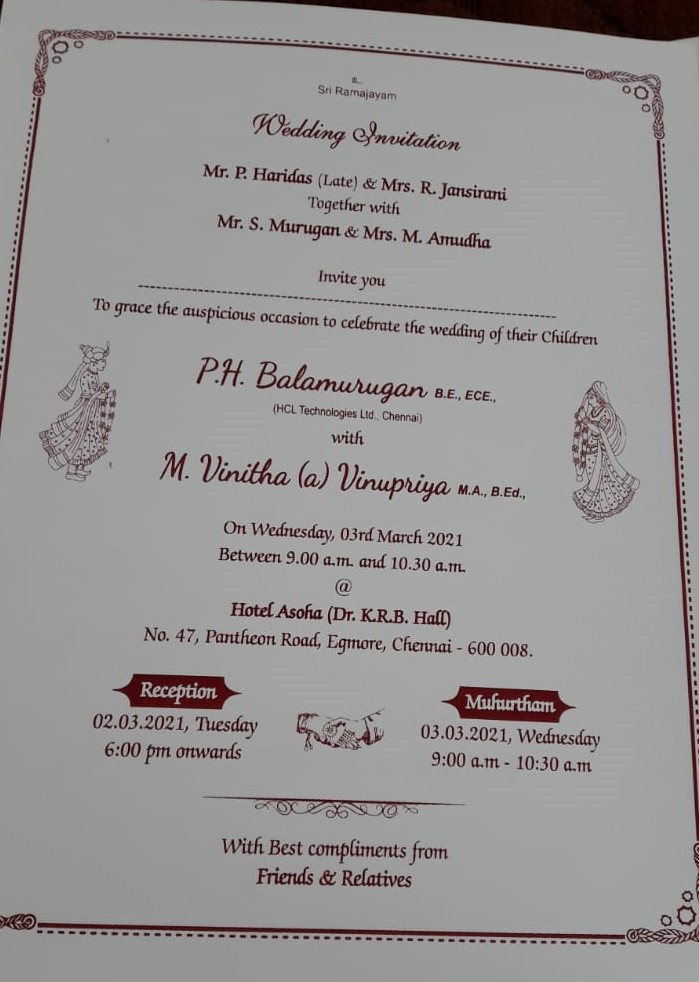 உ
Sri Ramajayam
Wedding Invitation
Mr. P. Haridas (Late) & Mrs. R. Jansirani
Together with
Mr. S. Murugan & Mrs. M. Amudha
Invite you
To grace the auspicious occasion to celebrate the wedding of their Children
P.H. Balamurugan B.E., ECE.,
(HCL Technologies Ltd., Chennai)
with
M. Vinitha (a) Vinupriya M.A., B.Ed.,
On Wednesday, 03rd March 2021
Between 9.00 a.m. and 10.30 a.m.
@
Hotel Asoha (Dr. K.R.B. Hall)
No. 47, Pantheon Road, Egmore, Chennai - 600 008.
Reception
02.03.2021, Tuesday
6:00 pm onwards
Muhurtham
03.03.2021, Wednesday
9:00 a.m - 10:30 a.m
With Best compliments from
Friends & Relatives